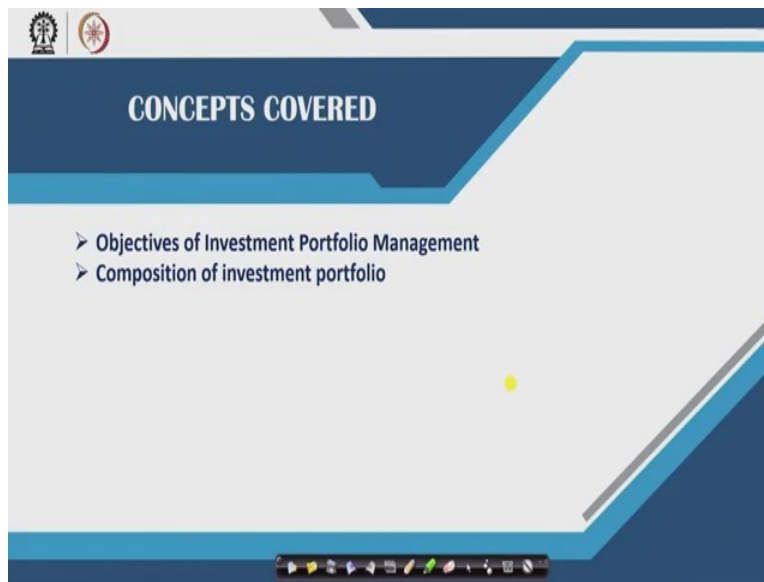 CONCEPTS COVERED
➢ Objectives of Investment Portfolio Management
➢ Composition of investment portfolio